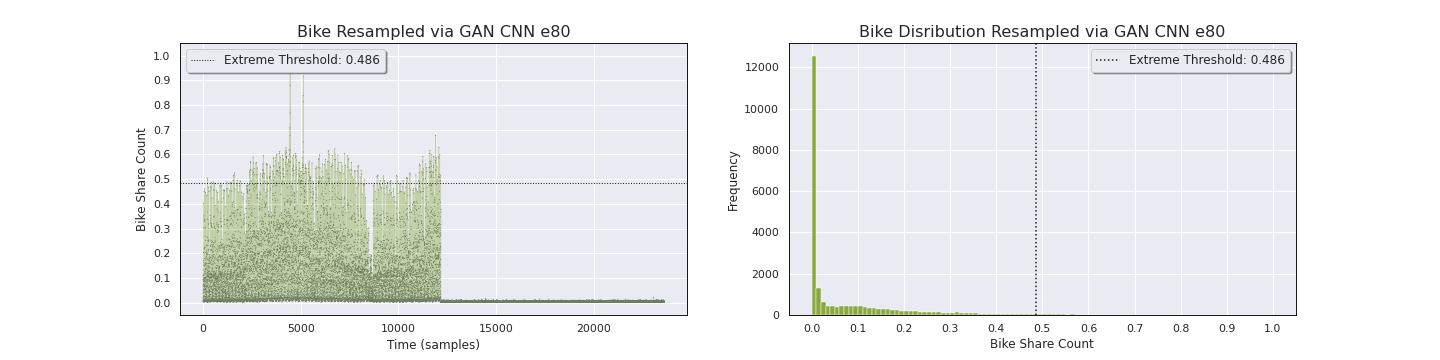 Bike Resampled via GAN CNN e80
Extreme Threshold: 0.486
Bike Share Count
1.0
0.9
0.8
0.7
0.6
0.5
0.4
0.3
0.2
0.1
0.0
0 5000 10000 15000 20000
Time (samples)
Bike Disribution Resampled via GAN CNN e80
Extreme Threshold: 0.486
Frequency
12000
10000
8000
6000
4000
2000
0
0.0 0.1 0.2 0.3 0.4 0.5 0.6 0.7 0.8 0.9 1.0
Bike Share Count